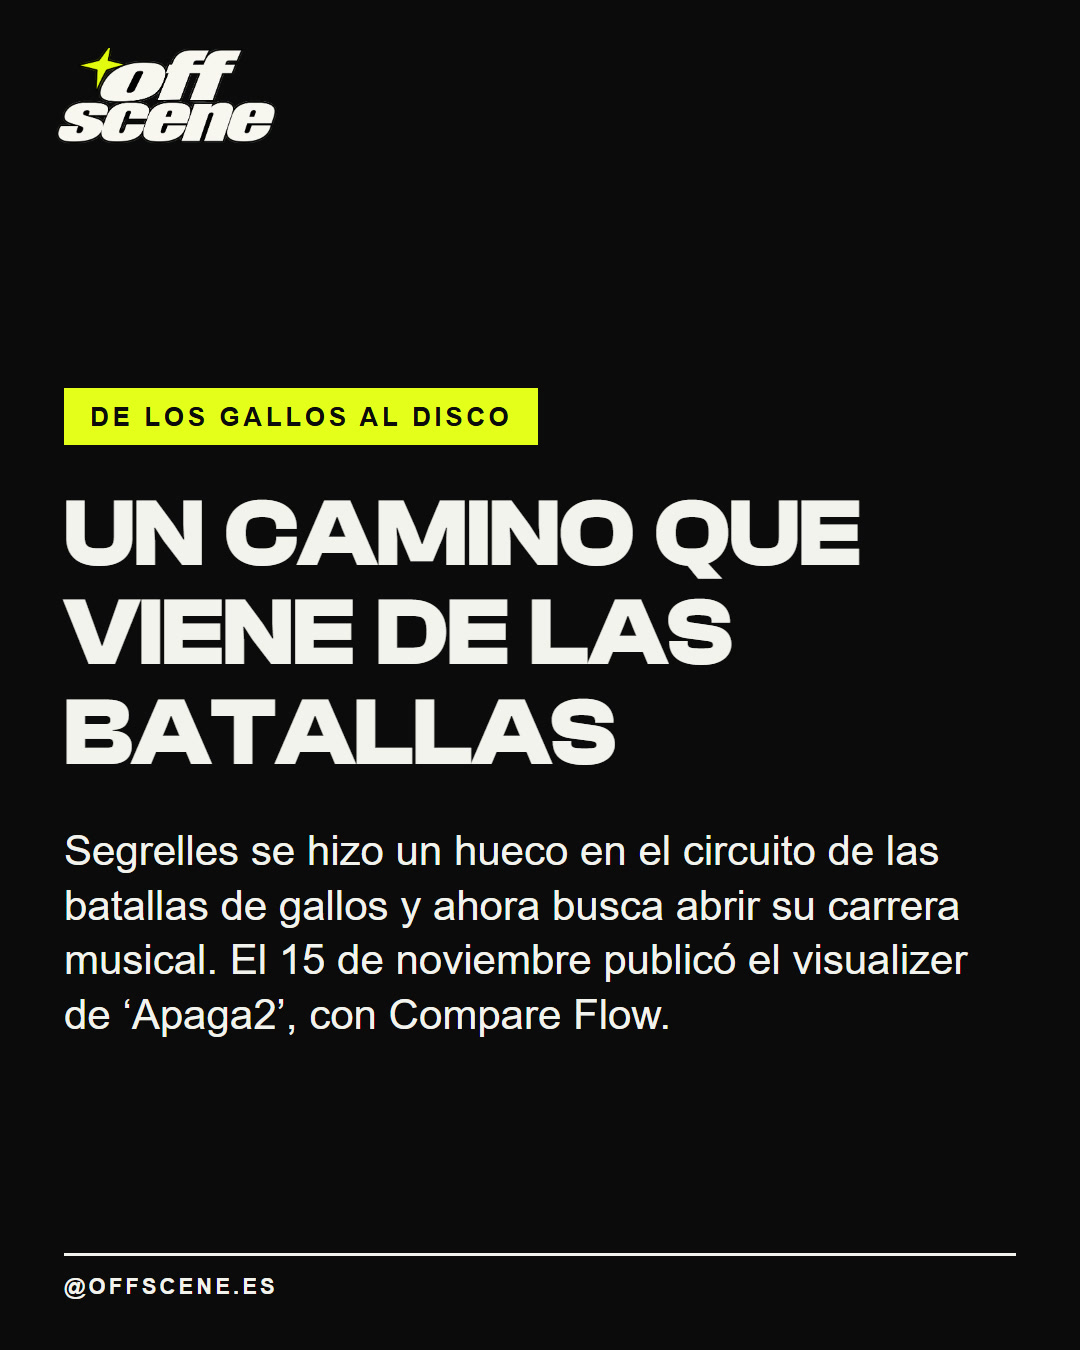 off
scene
DE LOS GALLOS AL DISCO
UN CAMINO QUE
VIENE DE LAS
BATALLAS
Segrelles se hizo un hueco en el circuito de las
batallas de gallos y ahora busca abrir su carrera
musical. El 15 de noviembre publicó el visualizer
de ‘Apaga2’, con Compare Flow.
@OFFSCENE.ES